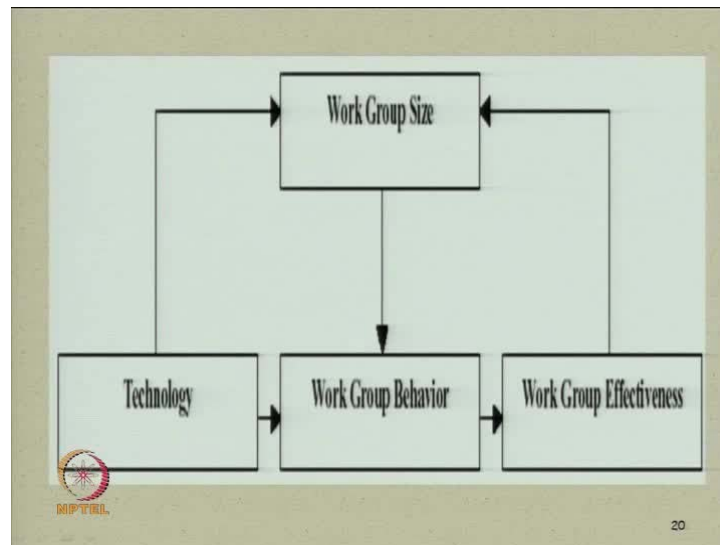 Work Group Size
Technology
Work Group Behavior
Work Group Effectiveness
NPTEL
20